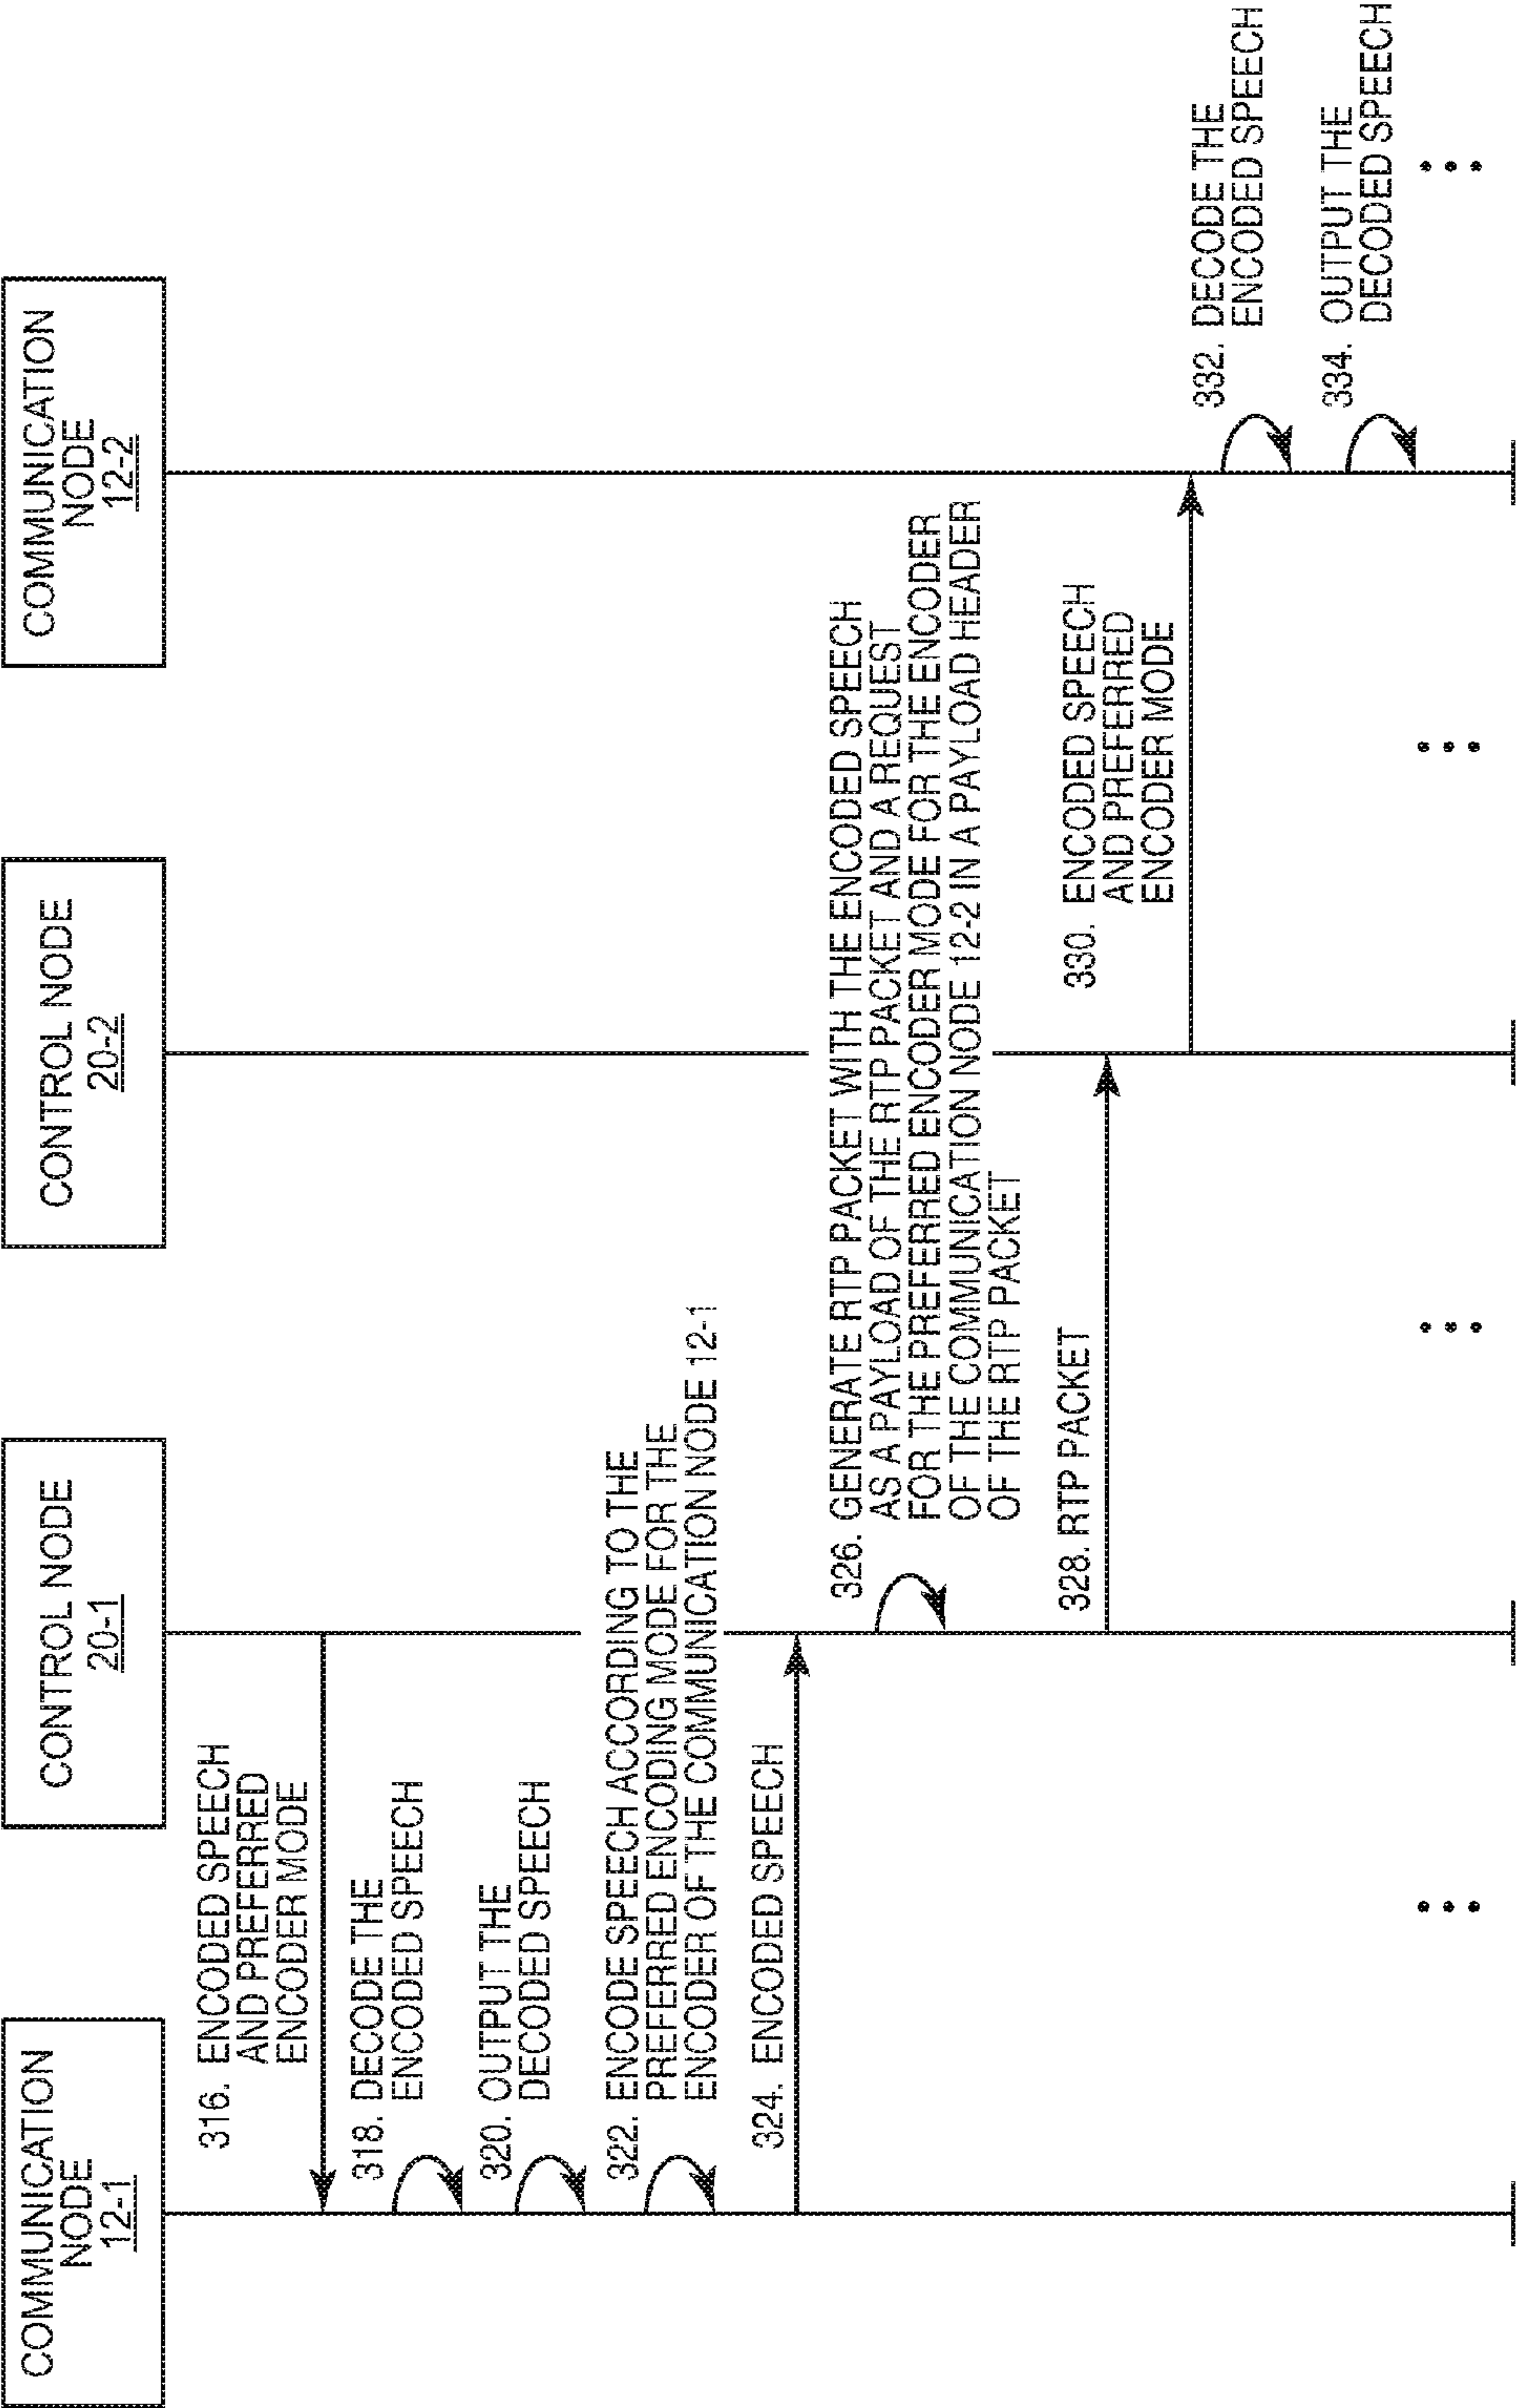 COMMUNICATION
NODE
12-1
CONTROL NODE
20-1
CONTROL NODE
20-2
COMMUNICATION
NODE
12-2
316. ENCODED SPEECH
AND PREFERRED
ENCODER MODE
318. DECODE THE
ENCODED SPEECH
320. OUTPUT THE
DECODED SPEECH
322. ENCODE SPEECH ACCORDING TO THE
PREFERRED ENCODING MODE FOR THE
ENCODER OF THE COMMUNICATION NODE 12-1
324. ENCODED SPEECH
326. GENERATE RTP PACKET WITH THE ENCODED SPEECH
AS A PAYLOAD OF THE RTP PACKET AND A REQUEST
FOR THE PREFERRED ENCODER MODE FOR THE ENCODER
OF THE COMMUNICATION NODE 12-2 IN A PAYLOAD HEADER
OF THE RTP PACKET
328. RTP PACKET
330. ENCODED SPEECH
AND PREFERRED
ENCODER MODE
332. DECODE THE
ENCODED SPEECH
334. OUTPUT THE
DECODED SPEECH